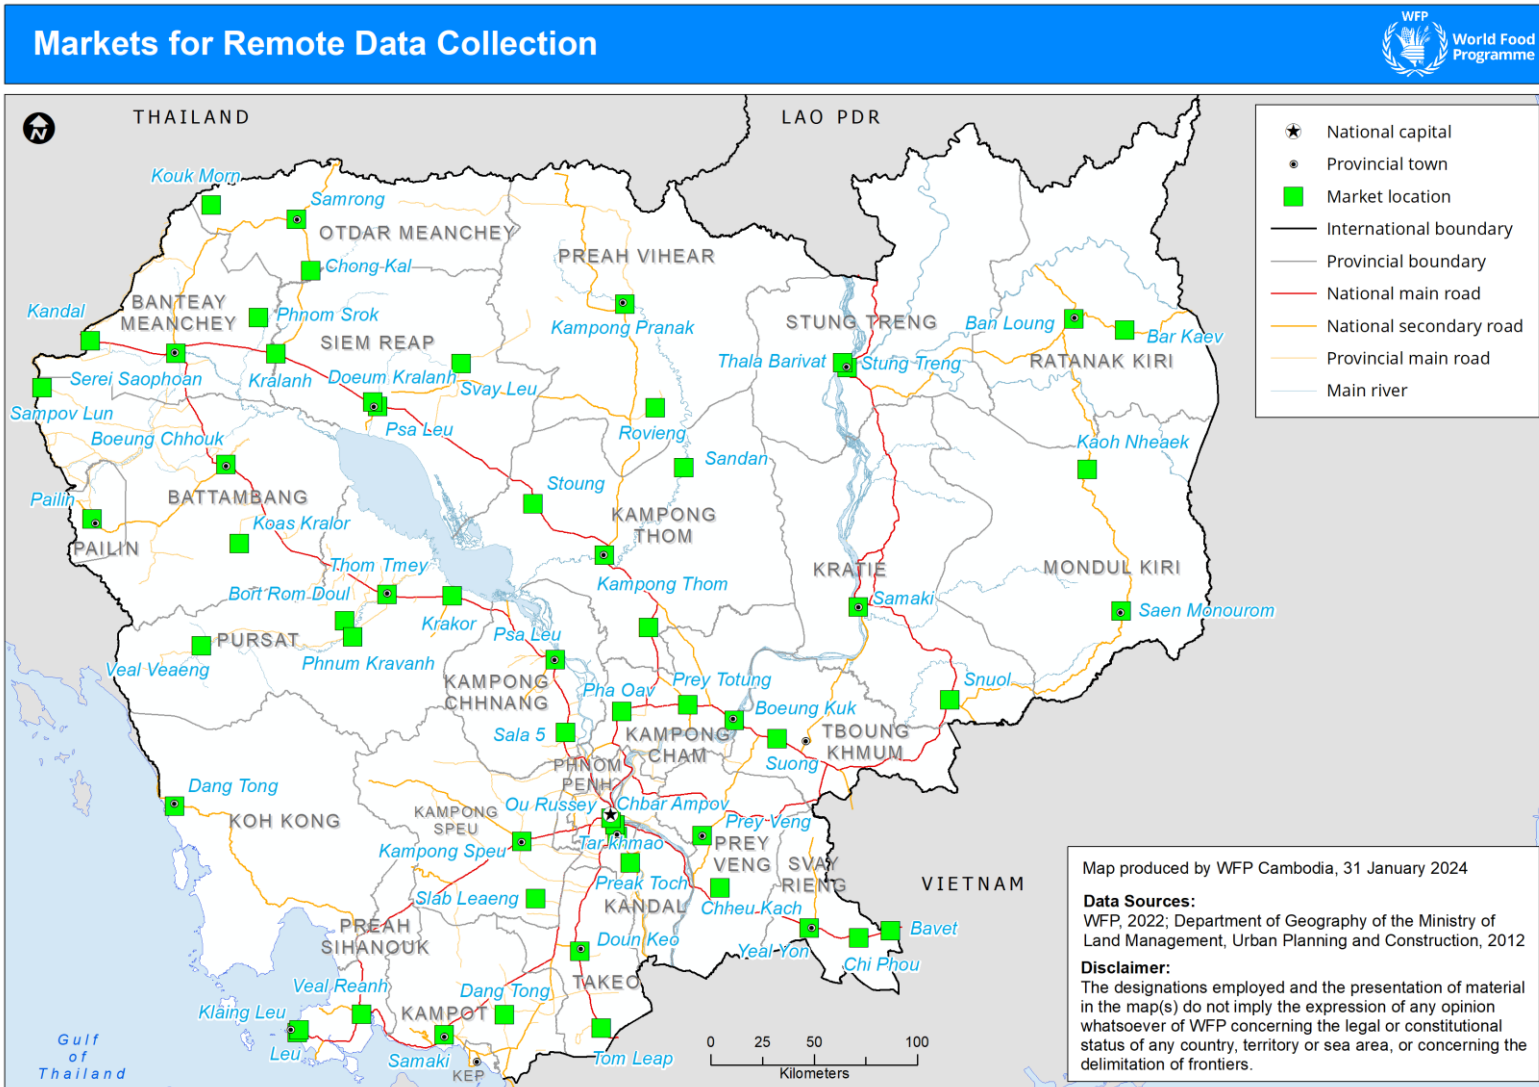 Markets for Remote Data Collection
WFP
World Food
Programme
THAILAND
LAO PDR
N
National capital
Provincial town
Market location
International boundary
Provincial boundary
National main road
National secondary road
Provincial main road
Main river
Kouk Morn
Samrong
OTDAR MEANCHEY
PREAH VIHEAR
Chong Kal
BANTEAY
MEANCHEY
Kandal
Phnom Srok
Kampong Pranak
STUNG TRENG
Ban Loung
Bar Kaev
SIEM REAP
RATANAK KIRI
Thala Barivat
Stung Treng
Serei Saophoan
Kralanh
Doeum Kralanh
Svay Leu
Sampov Lun
Psa Leu
Rovieng
Boeung Chhouk
Kaoh Nheaek
Sandan
Stoung
Pailin
BATTAMBANG
KAMPONG
THOM
Koas Kralor
PAILIN
Thom Tmey
KRATIE
MONDUL KIRI
Kampong Thom
Bort Rom Doul
Samaki
Saen Monourom
Krakor
Psa Leu
PURSAT
Phnum Kravanh
Veal Veaeng
KAMPONG
CHHNANG
Pha Oav
Prey Totung
Snuol
Boeung Kuk
Sala 5
KAMPONG
CHAM
TBOUNG
KHMUM
PHNOM
PENH
Suong
Dang Tong
KOH KONG
KAMPONG
SPEU
Ou Russey
Chbar Ampov
Prey Veng
Kampong Speu
Tar khmao
PREY
VENG
SVAY
RIENG
Preak Toch
VIETNAM
Slab Leaeng
KANDAL
Chheu Kach
PREAH
SIHANOUK
Doun Keo
Yeal Yon
Bavet
Chi Phou
TAKEO
Veal Reanh
Dang Tong
KAMPOT
Klaing Leu
Leu
Samaki
KEP
Tom Leap
Gulf
of
Thailand
0 25 50 100
Kilometers
Map produced by WFP Cambodia, 31 January 2024
Data Sources:
WFP, 2022; Department of Geography of the Ministry of
Land Management, Urban Planning and Construction, 2012
Disclaimer:
The designations employed and the presentation of material
in the map(s) do not imply the expression of any opinion
whatsoever of WFP concerning the legal or constitutional
status of any country, territory or sea area, or concerning the
delimitation of frontiers.